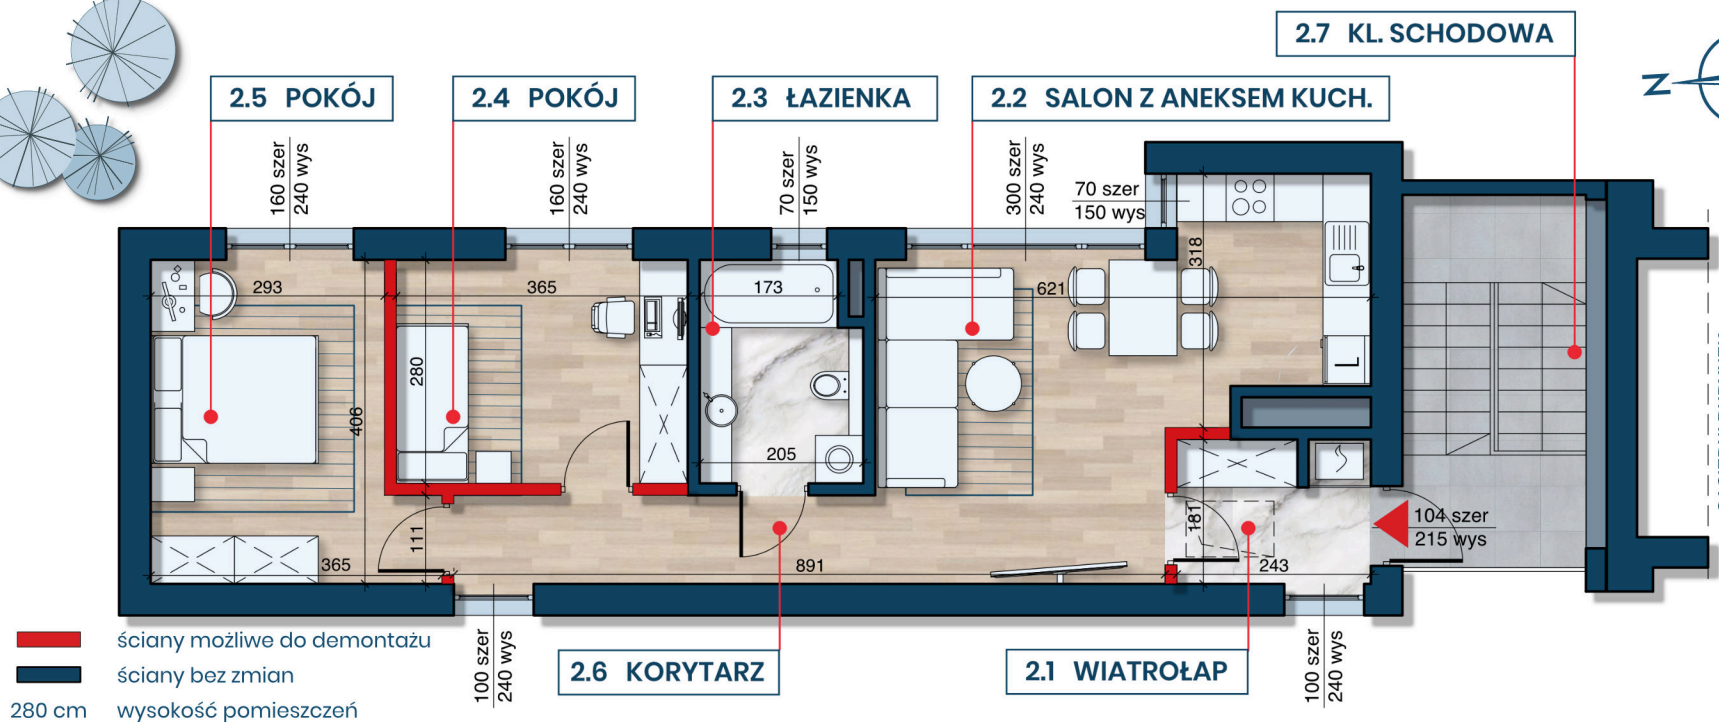 2.7 KL. SCHODOWA
N
2.5 POKÓJ
2.4 POKÓJ
2.3 ŁAZIENKA
2.2 SALON Z ANEKSEM KUCH.
160 szer
240 wys
160 szer
240 wys
70 szer
150 wys
300 szer
240 wys
70 szer
150 wys
318
293
365
173
621
280
406
L
205
181
104 szer
215 wys
111
365
891
243
ściany możliwe do demontażu
ściany bez zmian
280 cm wysokość pomieszczeń
100 szer
240 wys
2.6 KORYTARZ
2.1 WIATROŁAP
100 szer
240 wys